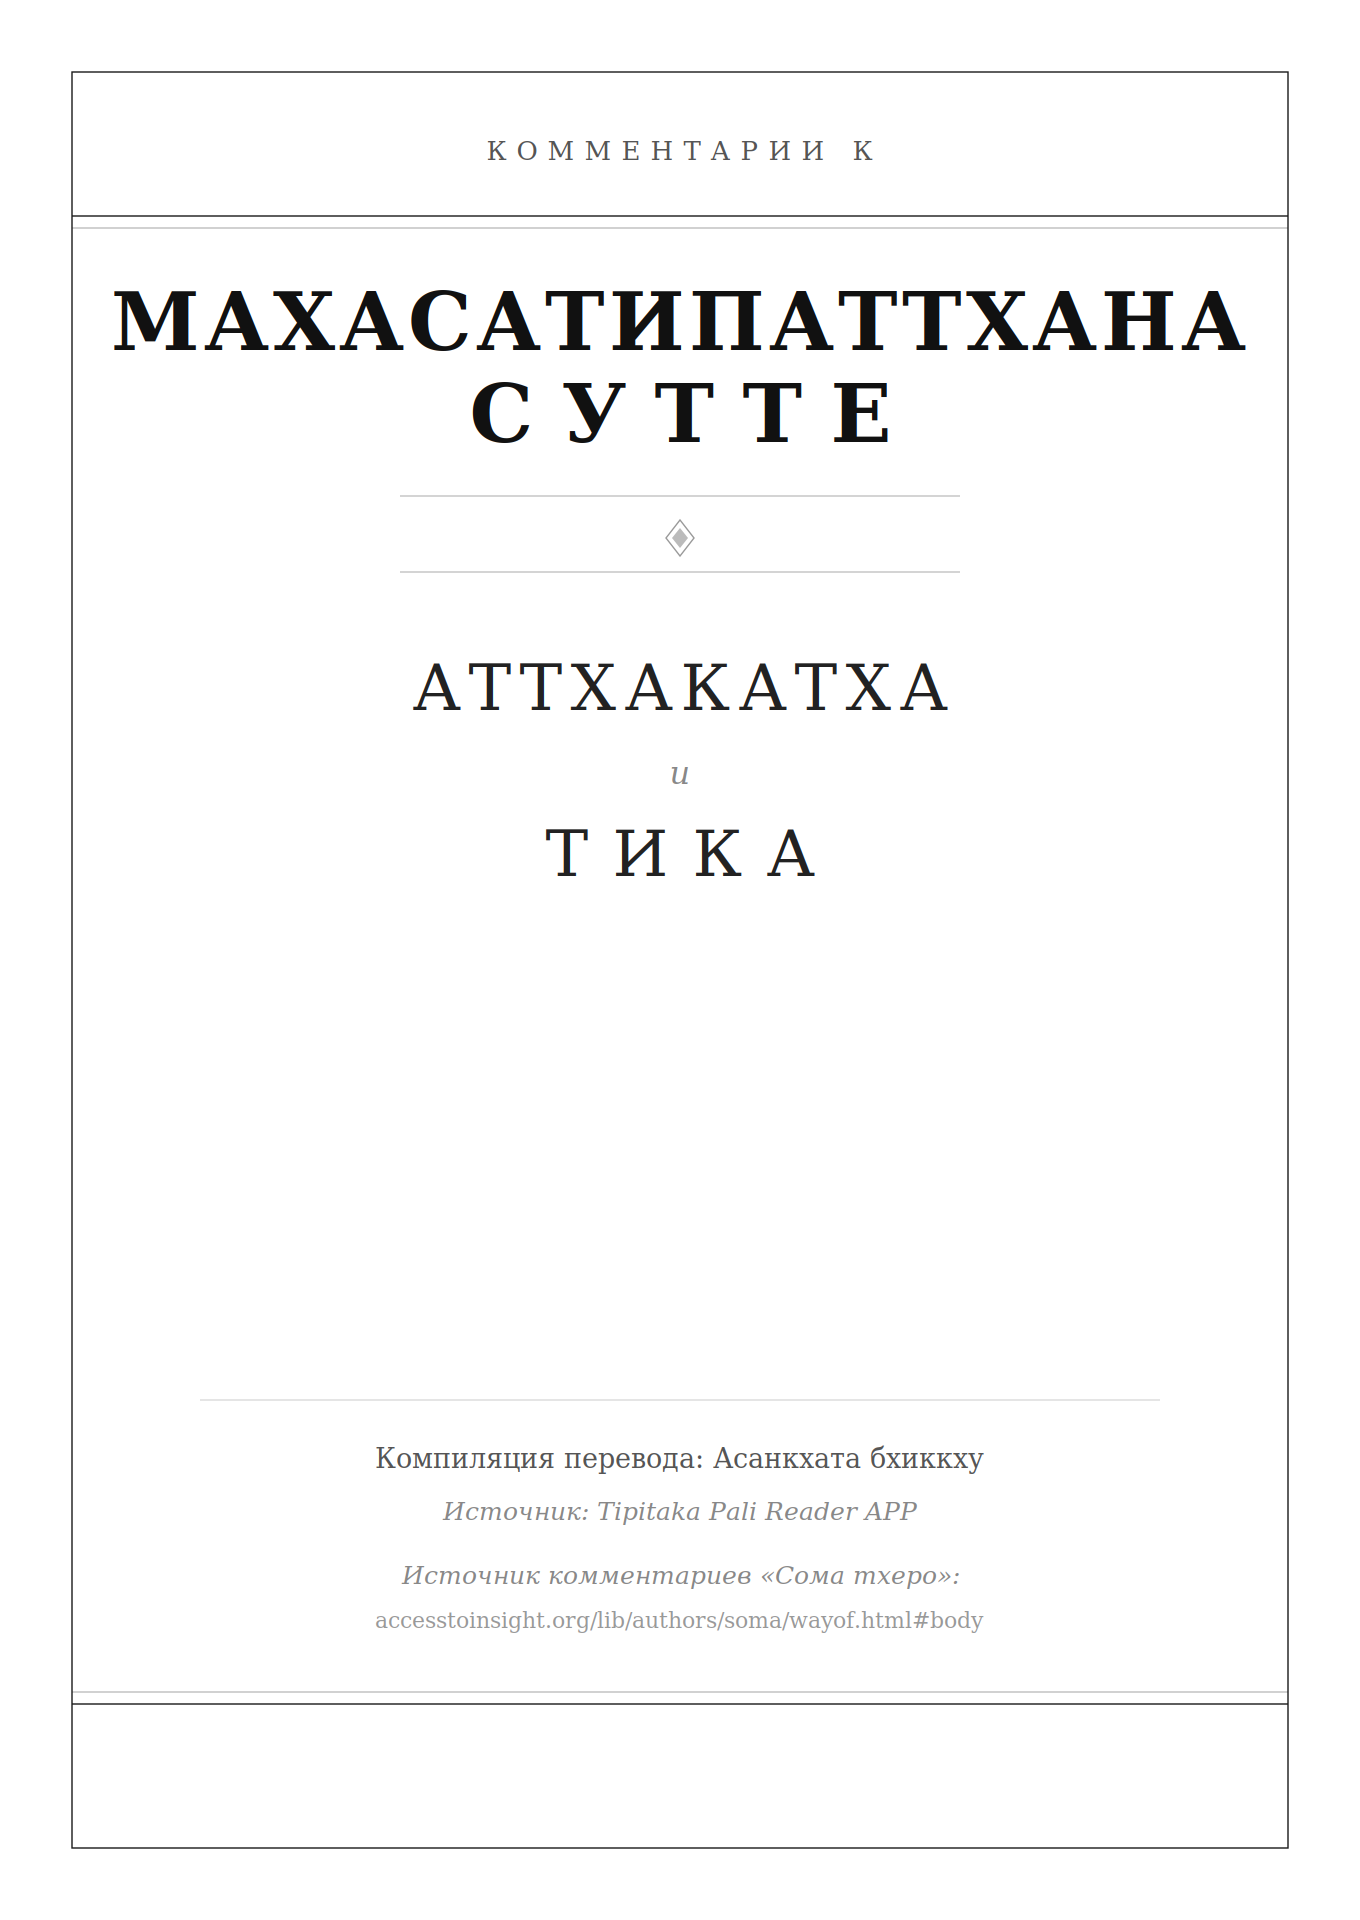 КОММЕНТАРИИ К
МАХАСАТИПАТТХАНА
СУТТЕ
АТТХАКАТХА
и
ТИКА
Компиляция перевода: Асанкхата бхиккху
Источник: Tipitaka Pali Reader APP
Источник комментариев «Сома тхеро»:
accesstoinsight.org/lib/authors/soma/wayof.html#body